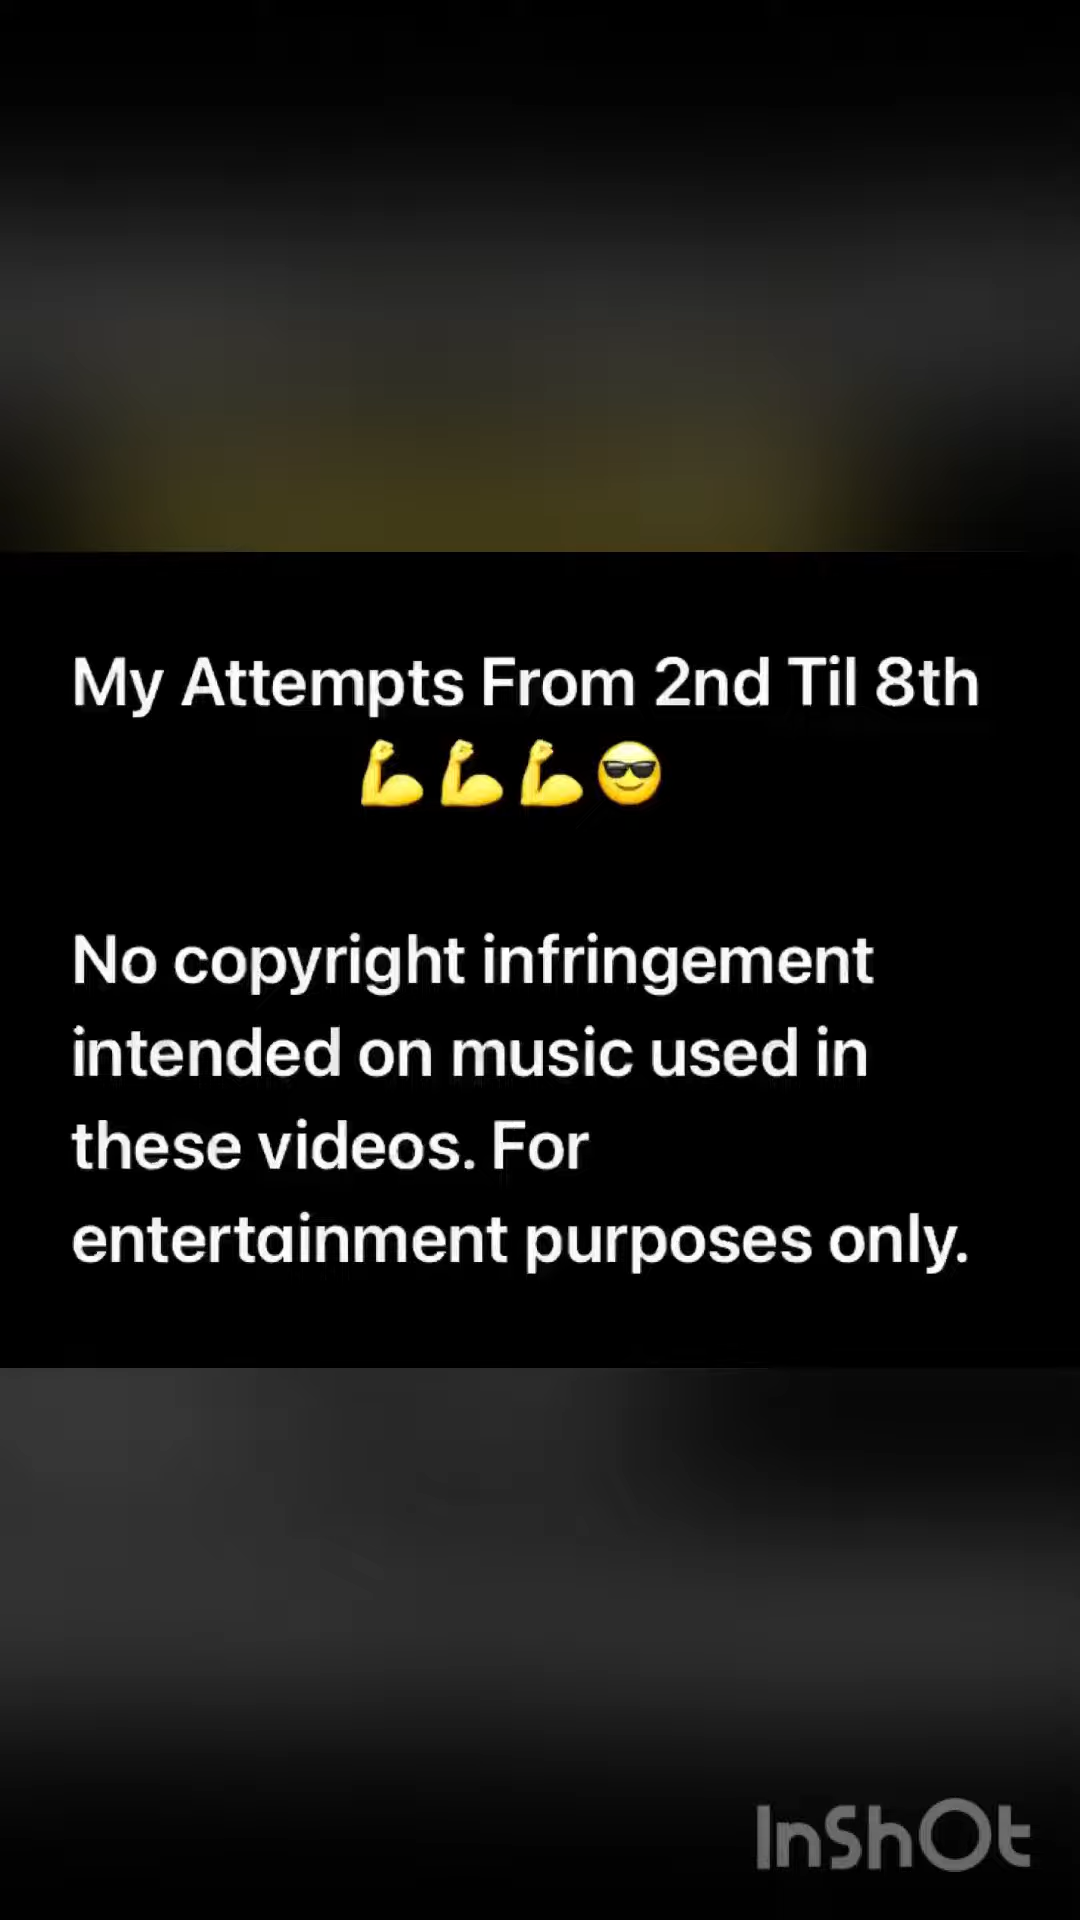 My Attempts From 2nd Til 8th
💪💪💪😎
No copyright infringement
intended on music used in
these videos. For
entertainment purposes only.
InShOt